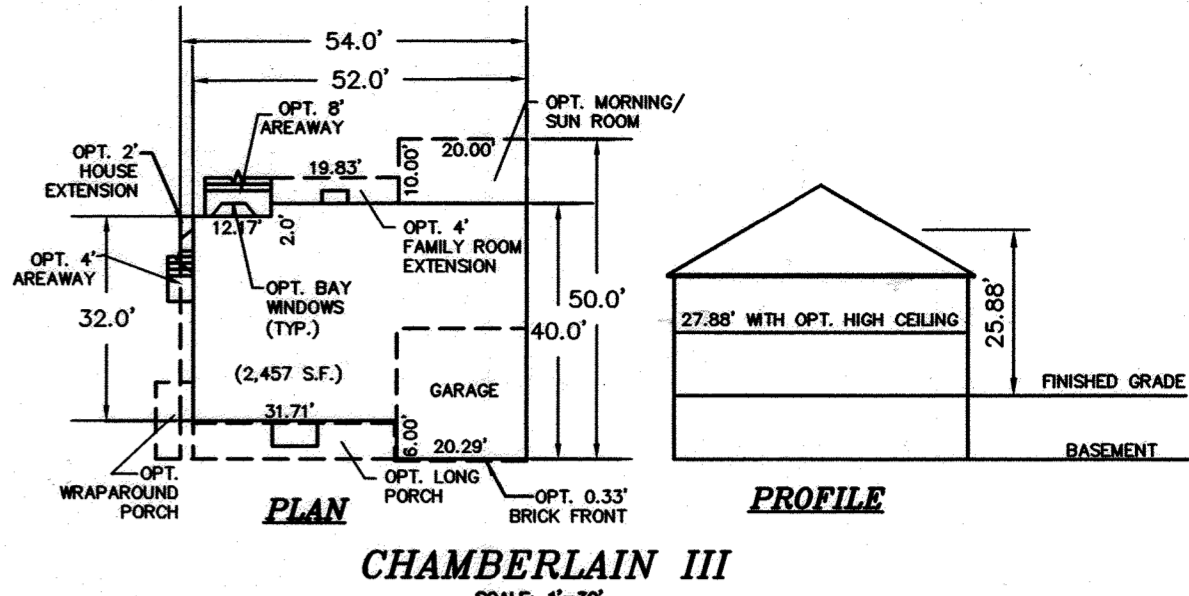 54.0'
52.0'
OPT. 8'
AREAWAY
OPT. MORNING/
SUN ROOM
OPT. 2'
HOUSE
EXTENSION
19.83'
10.00'
20.00'
12.17'
2.0'
OPT. 4'
FAMILY ROOM
EXTENSION
OPT. 4'
AREAWAY
OPT. BAY
WINDOWS
(TYP.)
32.0'
50.0'
40.0'
(2,457 S.F.)
GARAGE
31.71'
6.00'
20.29'
OPT.
WRAPAROUND
PORCH
OPT. LONG
PORCH
OPT. 0.33'
BRICK FRONT
PLAN
27.88' WITH OPT. HIGH CEILING
25.88'
FINISHED GRADE
BASEMENT
PROFILE
CHAMBERLAIN III